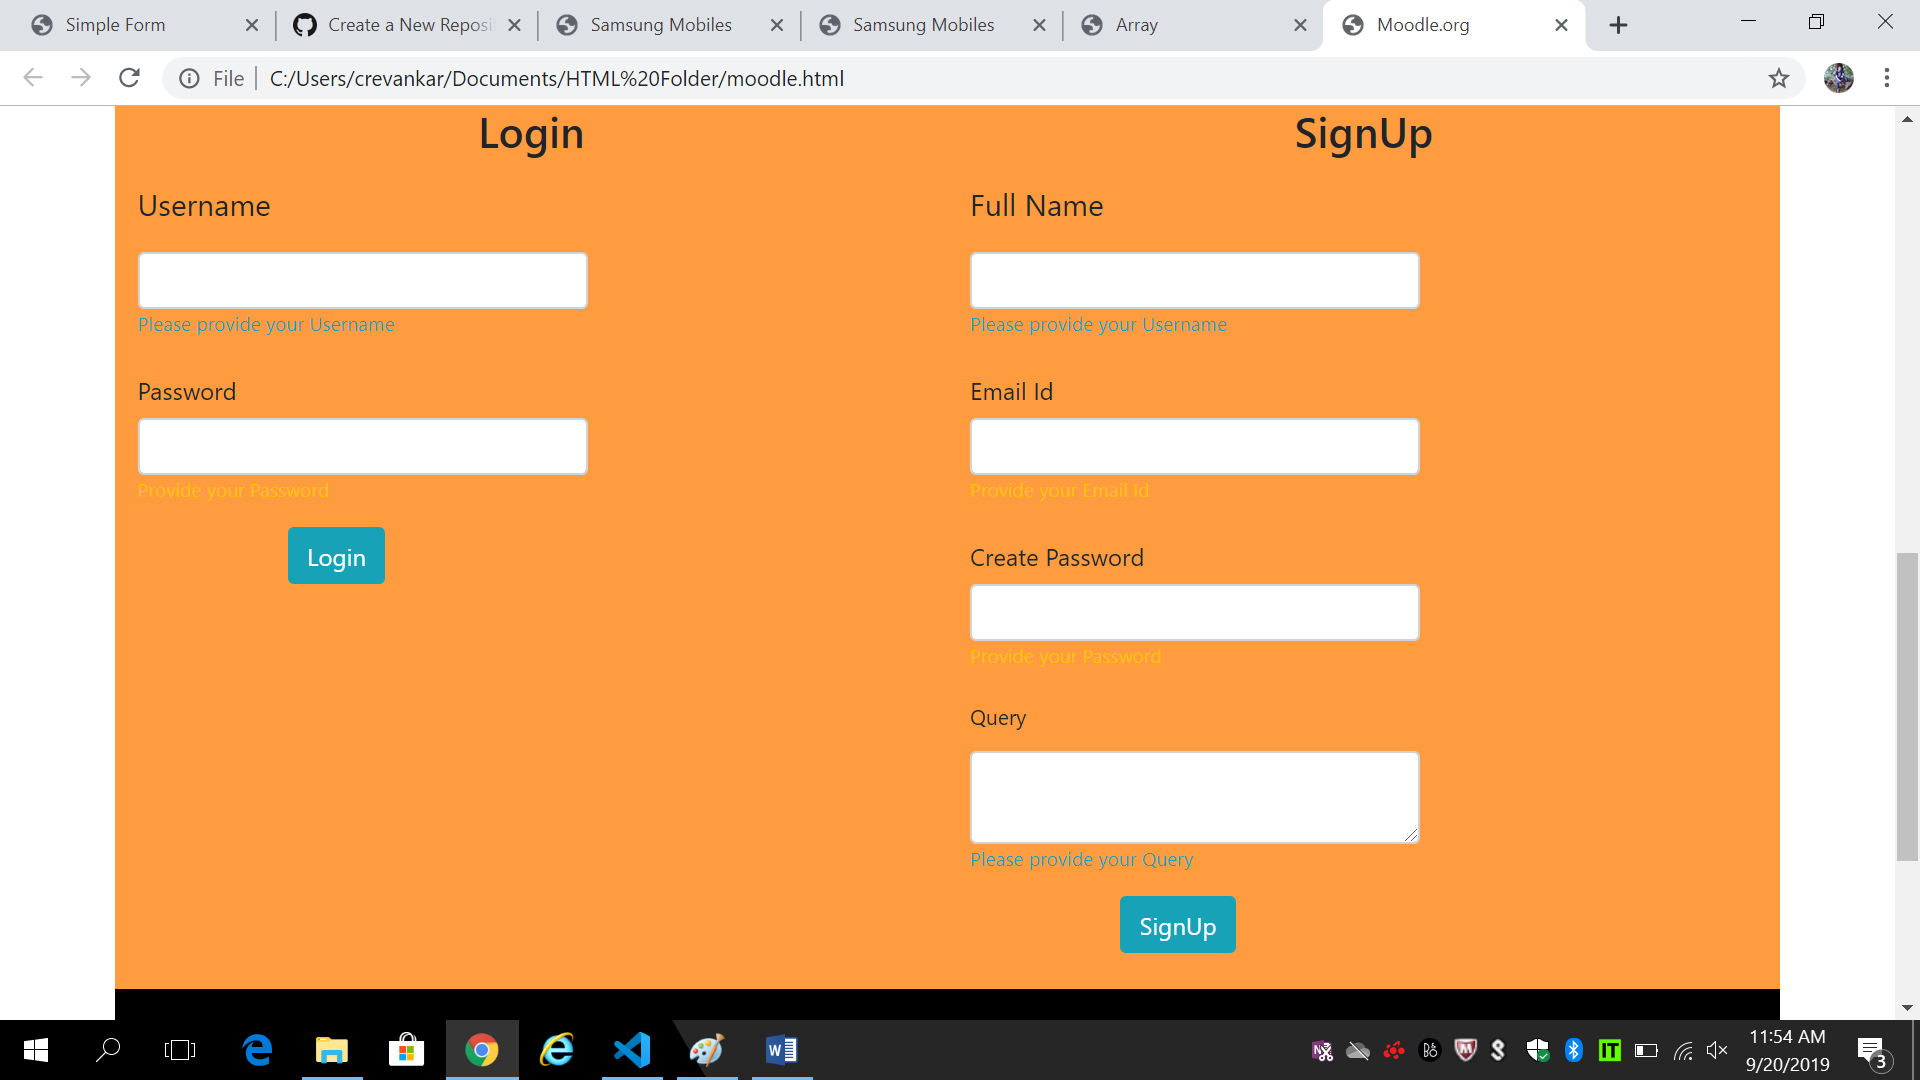 Simple Form
Create a New Reposi
Samsung Mobiles
Samsung Mobiles
Array
Moodle.org
File
C:/Users/crevankar/Documents/HTML%20Folder/moodle.html
Login
Username
Please provide your Username
Password
Provide your Password
Login
SignUp
Full Name
Please provide your Username
Email Id
Provide your Email Id
Create Password
Provide your Password
Query
Please provide your Query
SignUp
11:54 AM
9/20/2019
3